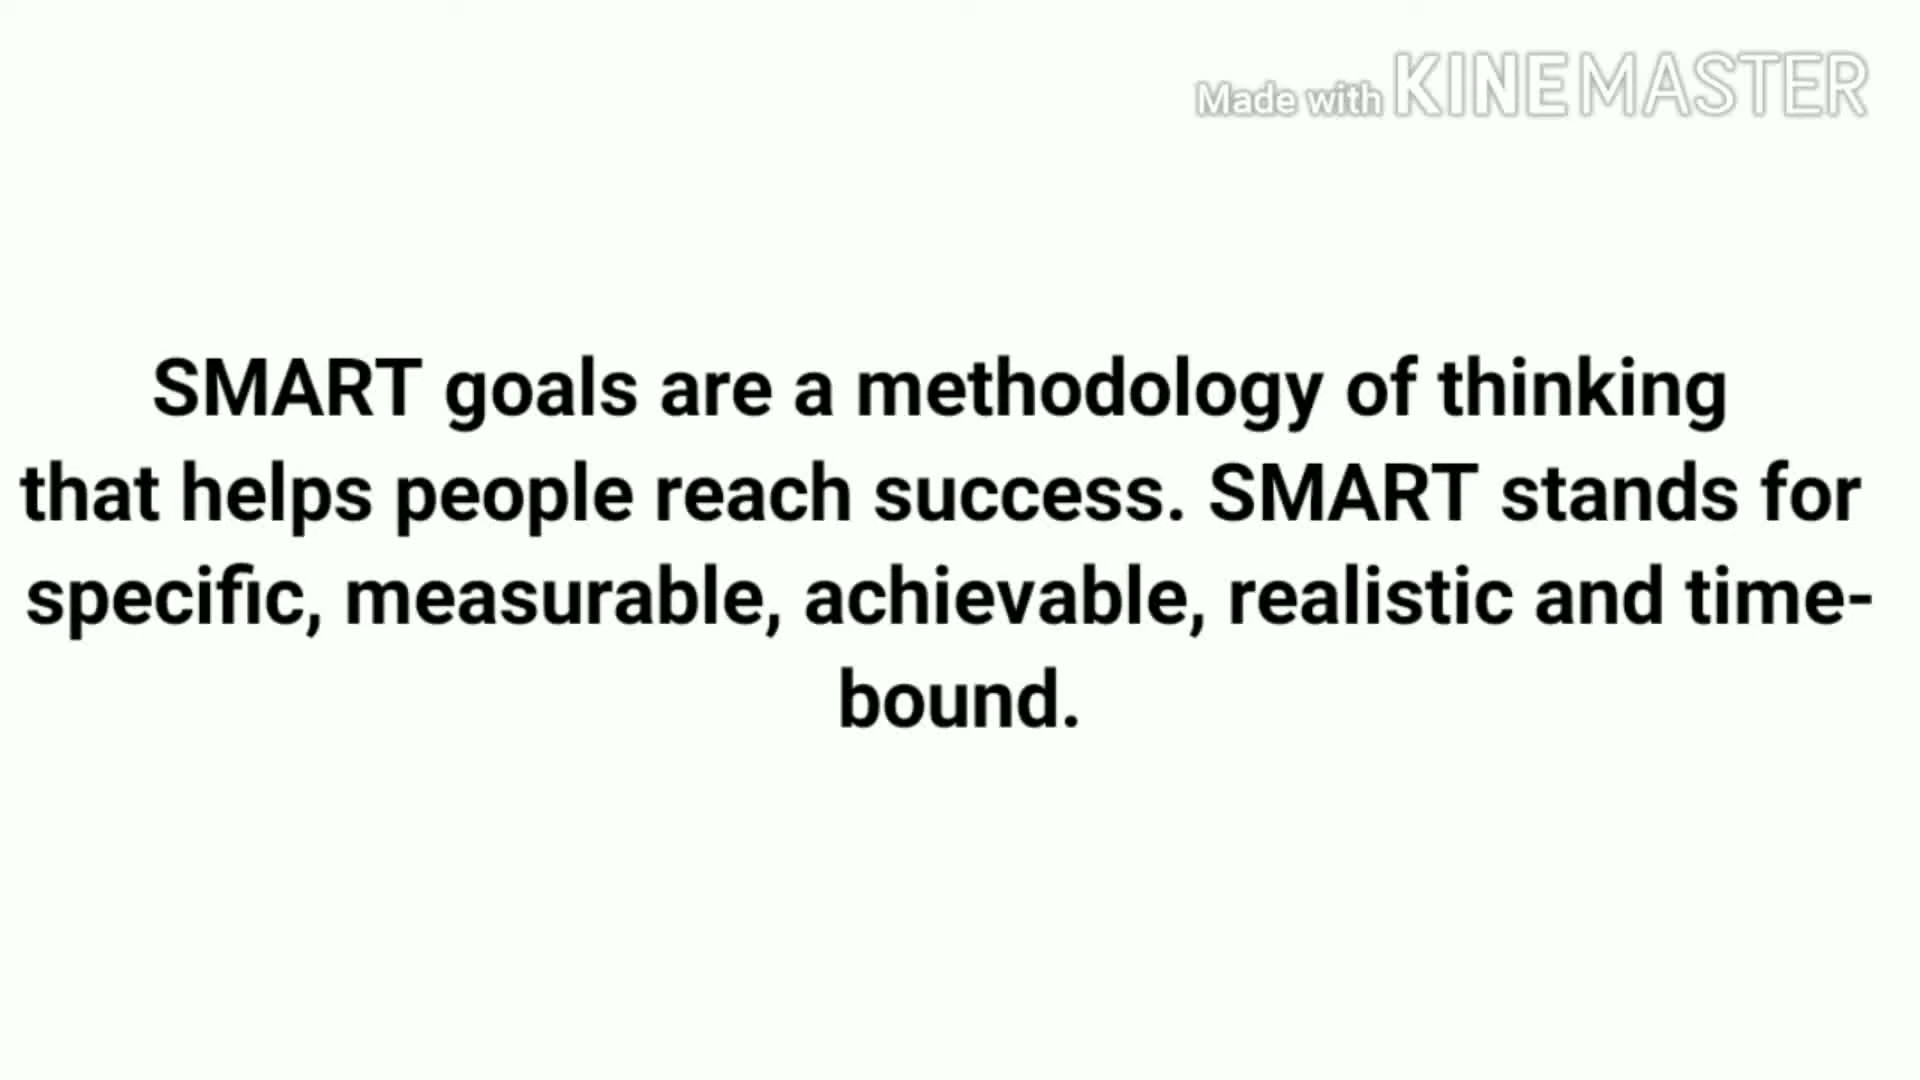 Made with KINEMASTER
SMART goals are a methodology of thinking
that helps people reach success. SMART stands for
specific, measurable, achievable, realistic and time-
bound.